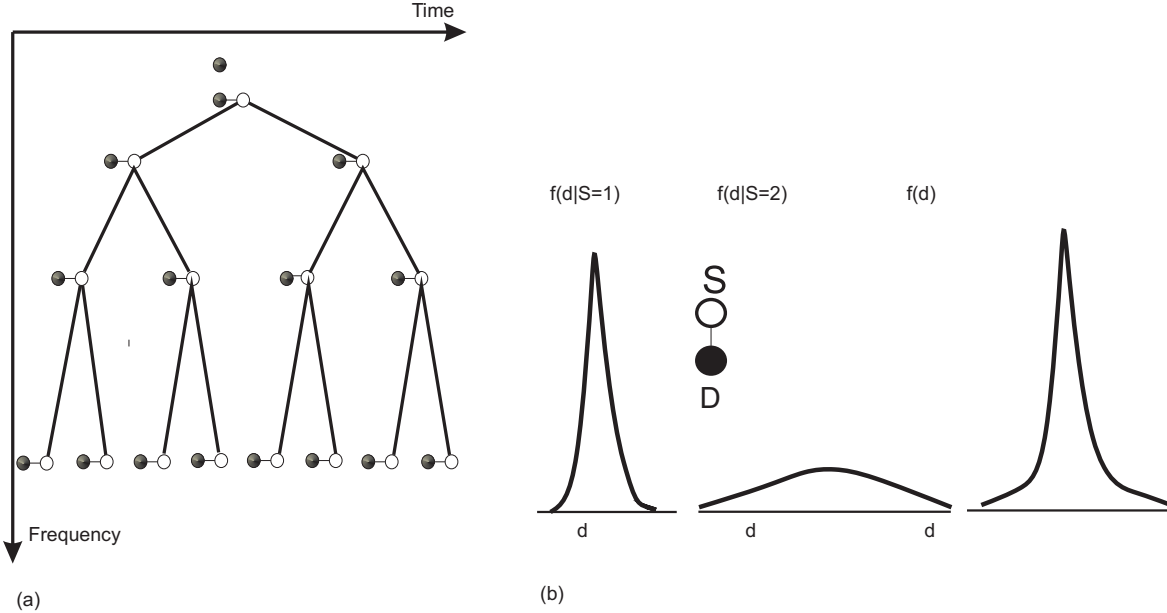 Time
Frequency
(a)
f(d|S=1)
f(d|S=2)
f(d)
S
D
d
d
d
(b)